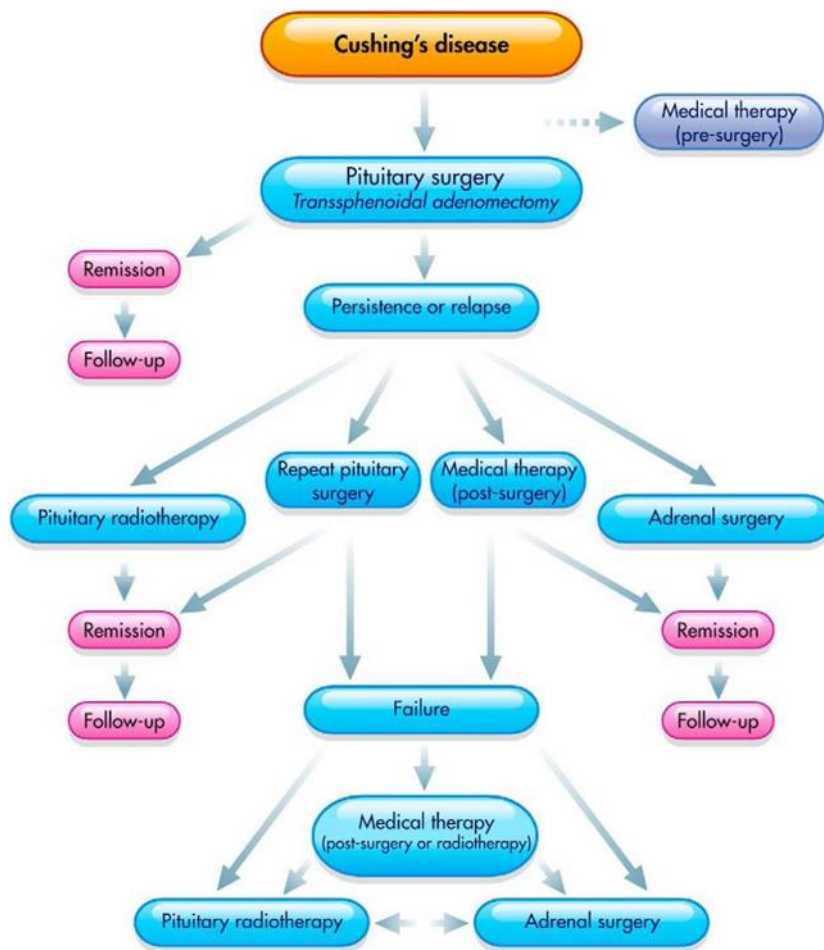 Cushing's disease
Medical therapy
(pre-surgery)
Pituitary surgery
Transsphenoidal adenomectomy
Remission
Persistence or relapse
Follow-up
Repeat pituitary
surgery
Medical therapy
(post-surgery)
Pituitary radiotherapy
Adrenal surgery
Remission
Remission
Follow-up
Failure
Follow-up
Medical therapy
(post-surgery or radiotherapy)
Pituitary radiotherapy
Adrenal surgery